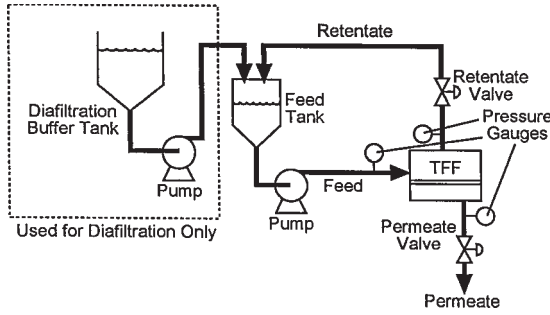 Retentate
Retentate
Valve
Diafiltration
Buffer Tank
Feed
Tank
Pressure
Gauges
TFF
Pump
Feed
Used for Diafiltration Only
Pump
Permeate
Valve
Permeate